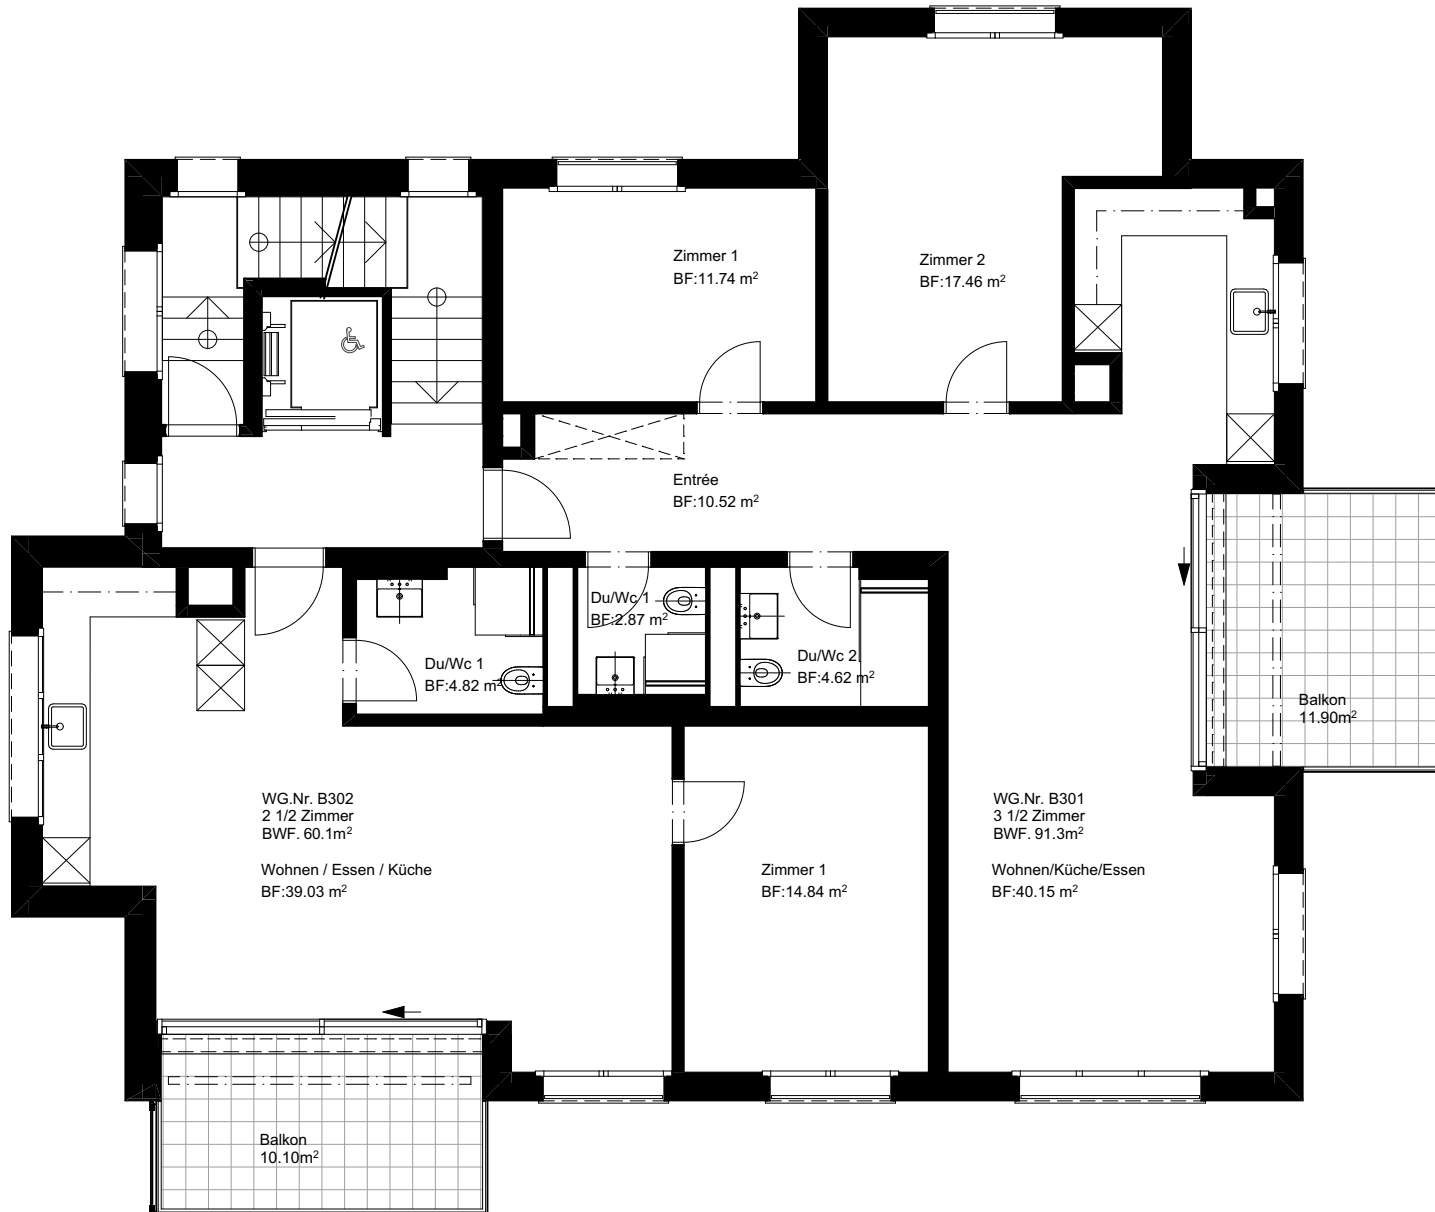 Zimmer 1
BF:11.74 m²
Zimmer 2
BF:17.46 m²
Entrée
BF:10.52 m²
Du/Wc 1
BF:2.87 m²
Du/Wc 1
BF:4.82 m²
Du/Wc 2
BF:4.62 m²
Balkon
11.90m²
WG.Nr. B302
2 1/2 Zimmer
BWF. 60.1m²
Wohnen / Essen / Küche
BF:39.03 m²
Zimmer 1
BF:14.84 m²
WG.Nr. B301
3 1/2 Zimmer
BWF. 91.3m²
Wohnen/Küche/Essen
BF:40.15 m²
Balkon
10.10m²